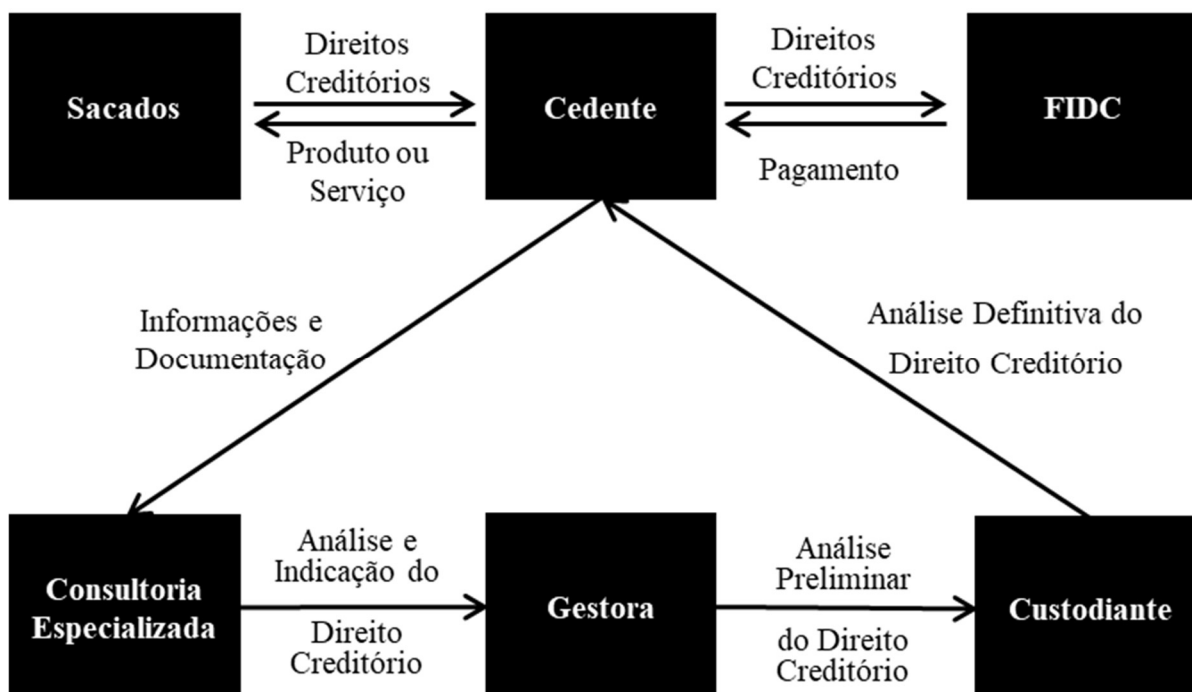 Sacados
Direitos
Creditórios
Produto ou
Serviço
Cedente
Direitos
Creditórios
Pagamento
FIDC
Informações e
Documentação
Análise Definitiva do
Direito Creditório
Consultoria
Especializada
Análise e
Indicação do
Direito
Creditório
Gestora
Análise
Preliminar
do Direito
Creditório
Custodiante